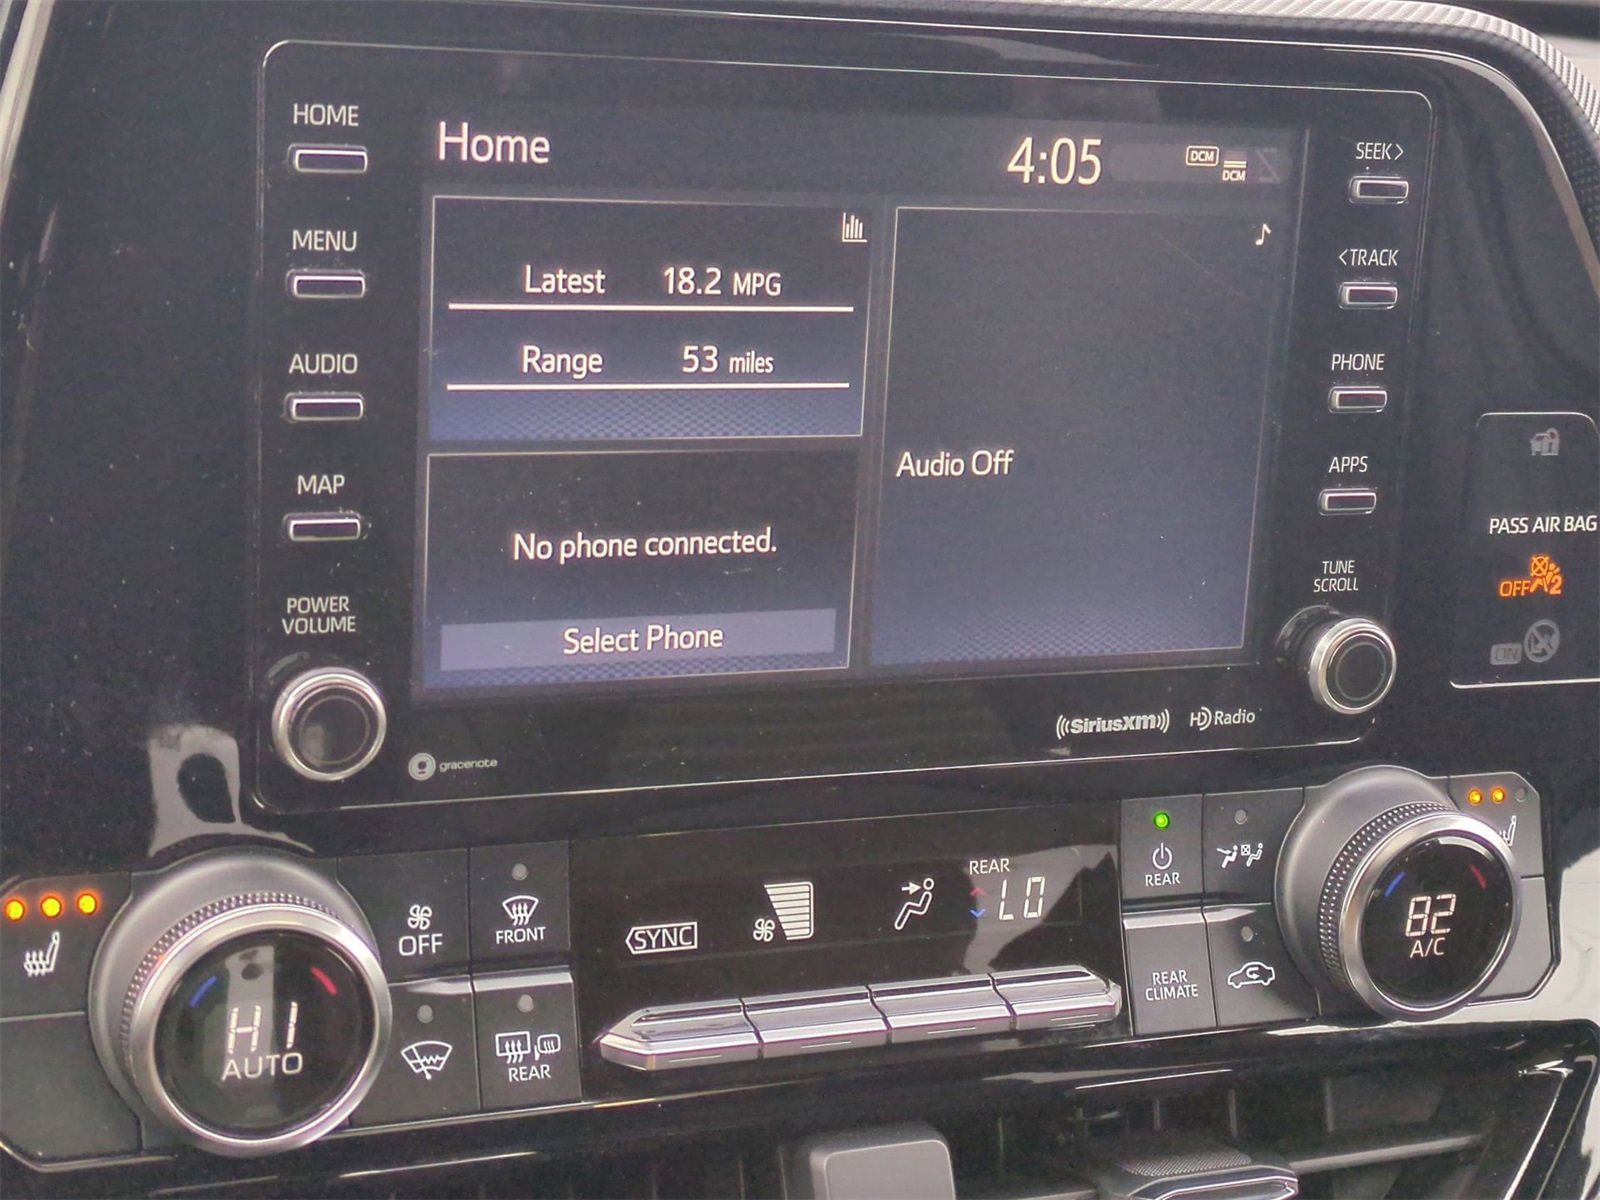 HOME
MENU
AUDIO
MAP
POWER
VOLUME
Home
4:05
DCM
DCM
Latest 18.2 MPG
Range 53 miles
No phone connected.
Select Phone
Audio Off
SEEK>
<TRACK
PHONE
APPS
TUNE
SCROLL
gracenote
((SiriusXM))
HD Radio
PASS AIR BAG
OFF 2
ON
HI
AUTO
OFF
FRONT
REAR
SYNC
REAR
LO
REAR
REAR
CLIMATE
82
A/C